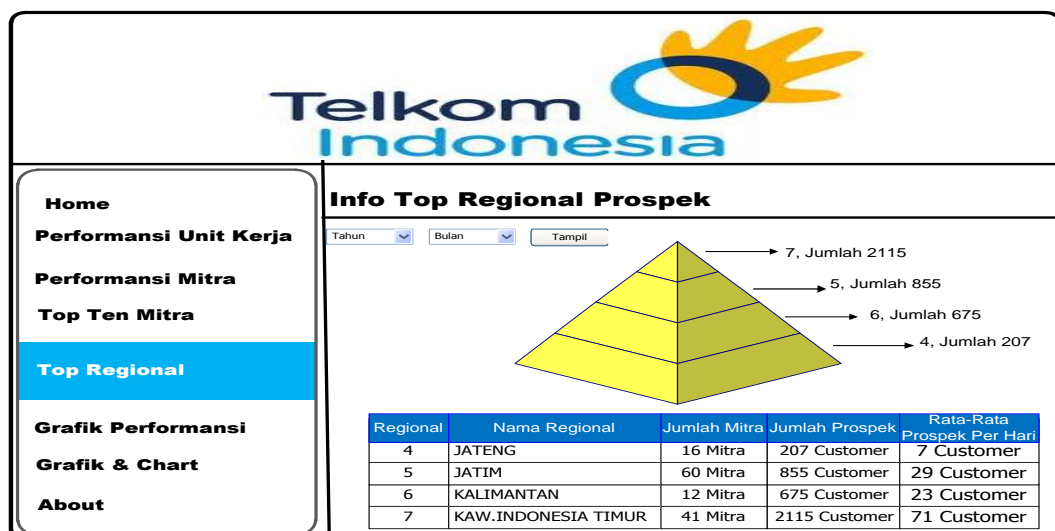 Telkom
Indonesia
Home
Performansi Unit Kerja
Performansi Mitra
Top Ten Mitra
Top Regional
Grafik Performansi
Grafik & Chart
About
Info Top Regional Prospek
Tahun Bulan Tampil
7, Jumlah 2115
5, Jumlah 855
6, Jumlah 675
4, Jumlah 207
Regional Nama Regional Jumlah Mitra Jumlah Prospek Rata-Rata Prospek Per Hari
4 JATENG 16 Mitra 207 Customer 7 Customer
5 JATIM 60 Mitra 855 Customer 29 Customer
6 KALIMANTAN 12 Mitra 675 Customer 23 Customer
7 KAW.INDONESIA TIMUR 41 Mitra 2115 Customer 71 Customer